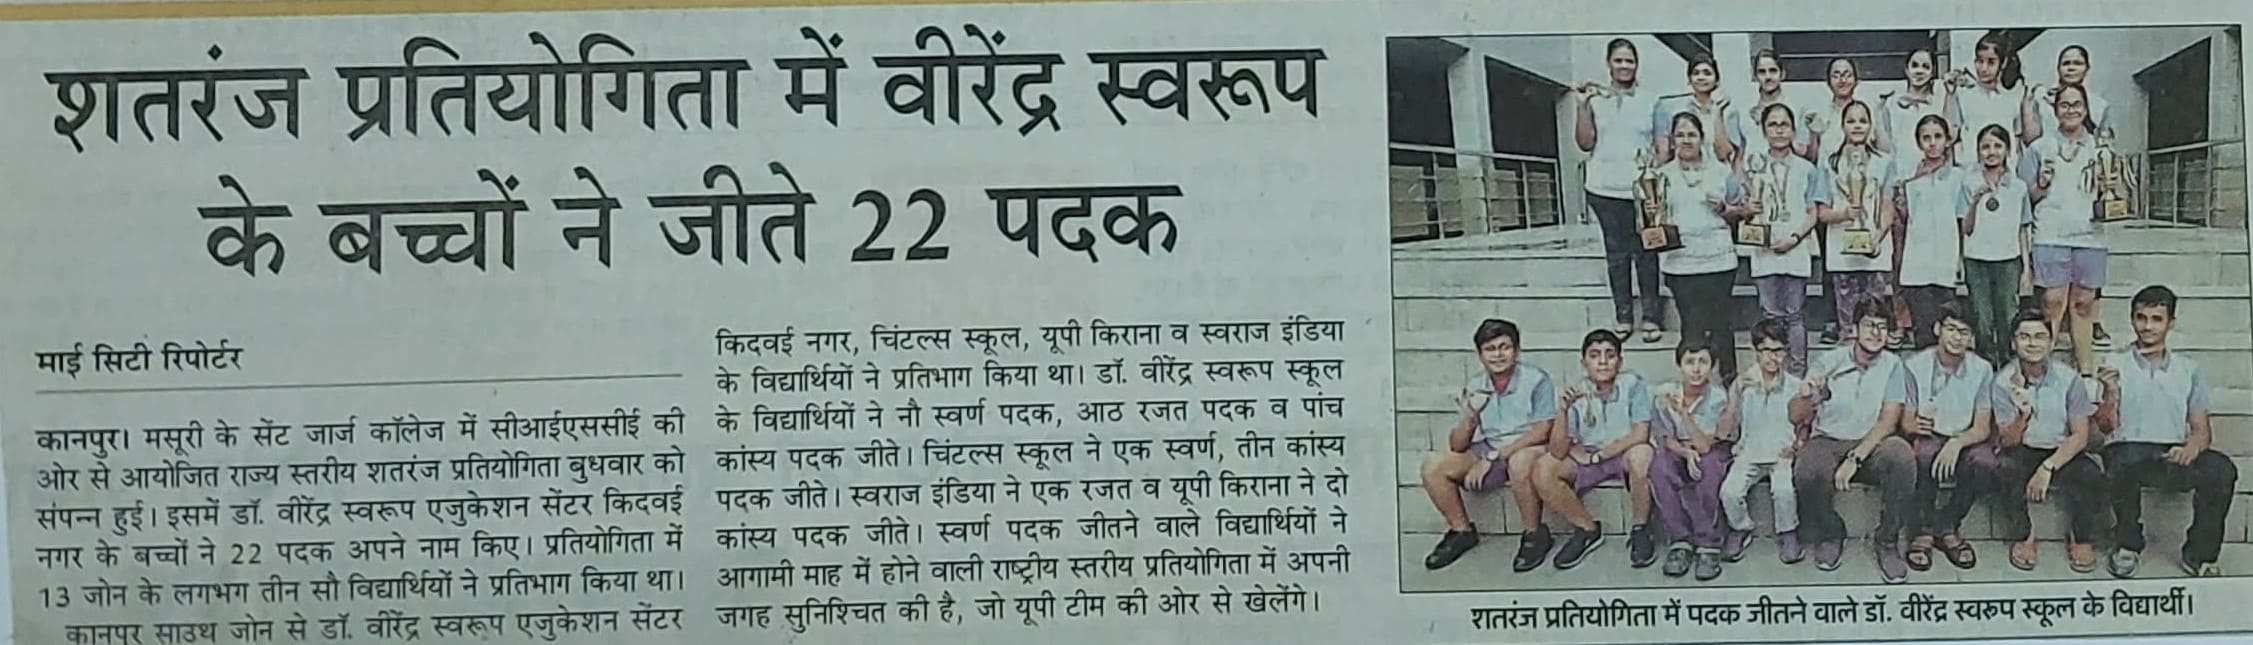 शतरंज प्रतियोगिता में वीरेंद्र स्वरूप
के बच्चों ने जीते 22 पदक
माई सिटी रिपोर्टर
कानपुर। मसूरी के सेंट जार्ज कॉलेज में सीआईएससीई की
ओर से आयोजित राज्य स्तरीय शतरंज प्रतियोगिता बुधवार को
संपन्न हुई। इसमें डॉ. वीरेंद्र स्वरूप एजुकेशन सेंटर किदवई
नगर के बच्चों ने 22 पदक अपने नाम किए। प्रतियोगिता में
13 जोन के लगभग तीन सौ विद्यार्थियों ने प्रतिभाग किया था।
कानपुर साउथ जोन से डॉ. वीरेंद्र स्वरूप एजुकेशन सेंटर
किदवई नगर, चिंटल्स स्कूल, यूपी किराना व स्वराज इंडिया
के विद्यार्थियों ने प्रतिभाग किया था। डॉ. वीरेंद्र स्वरूप स्कूल
के विद्यार्थियों ने नौ स्वर्ण पदक, आठ रजत पदक व पांच
कांस्य पदक जीते। चिंटल्स स्कूल ने एक स्वर्ण, तीन कांस्य
पदक जीते। स्वराज इंडिया ने एक रजत व यूपी किराना ने दो
कांस्य पदक जीते। स्वर्ण पदक जीतने वाले विद्यार्थियों ने
आगामी माह में होने वाली राष्ट्रीय स्तरीय प्रतियोगिता में अपनी
जगह सुनिश्चित की है, जो यूपी टीम की ओर से खेलेंगे।
शतरंज प्रतियोगिता में पदक जीतने वाले डॉ. वीरेंद्र स्वरूप स्कूल के विद्यार्थी।